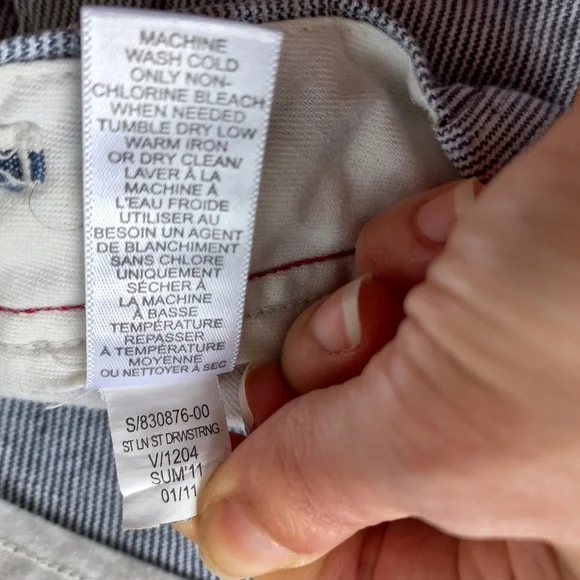 MACHINE
WASH COLD
ONLY NON-
CHLORINE BLEACH
WHEN NEEDED
TUMBLE DRY LOW
WARM IRON
OR DRY CLEAN/
LAVER À LA
MACHINE À
L'EAU FROIDE
UTILISER AU
BESOIN UN AGENT
DE BLANCHIMENT
SANS CHLORE
UNIQUEMENT
SÉCHER À
LA MACHINE
À BASSE
TEMPÉRATURE
REPASSER
À TEMPÉRATURE
MOYENNE
OU NETTOYER À SEC
S/830876-00
ST LN ST DRWSTRNG
V/1204
SUM'11
01/11